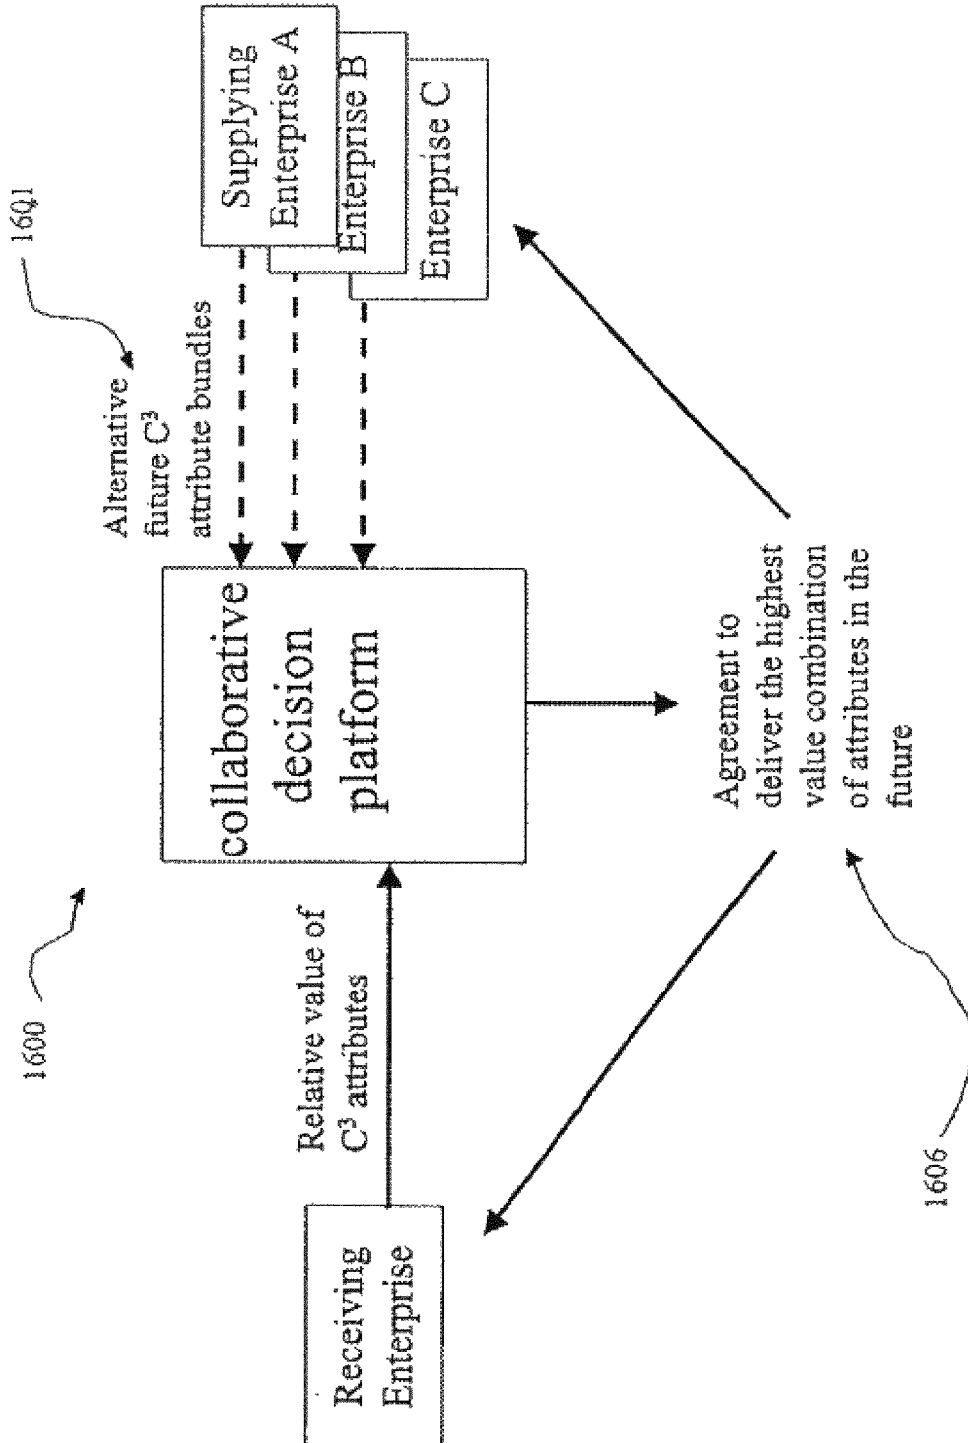 1600
1601
Alternative
future C³
attribute bundles
Supplying
Enterprise A
Enterprise B
Enterprise C
collaborative
decision
platform
Relative value of
C³ attributes
Receiving
Enterprise
Agreement to
deliver the highest
value combination
of attributes in the
future
1606